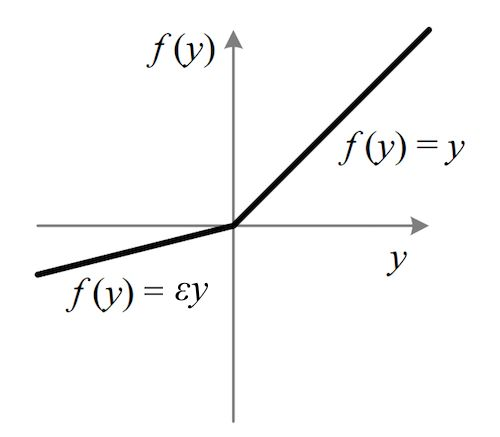 f(y)
f(y) = y
y
f(y) = εy